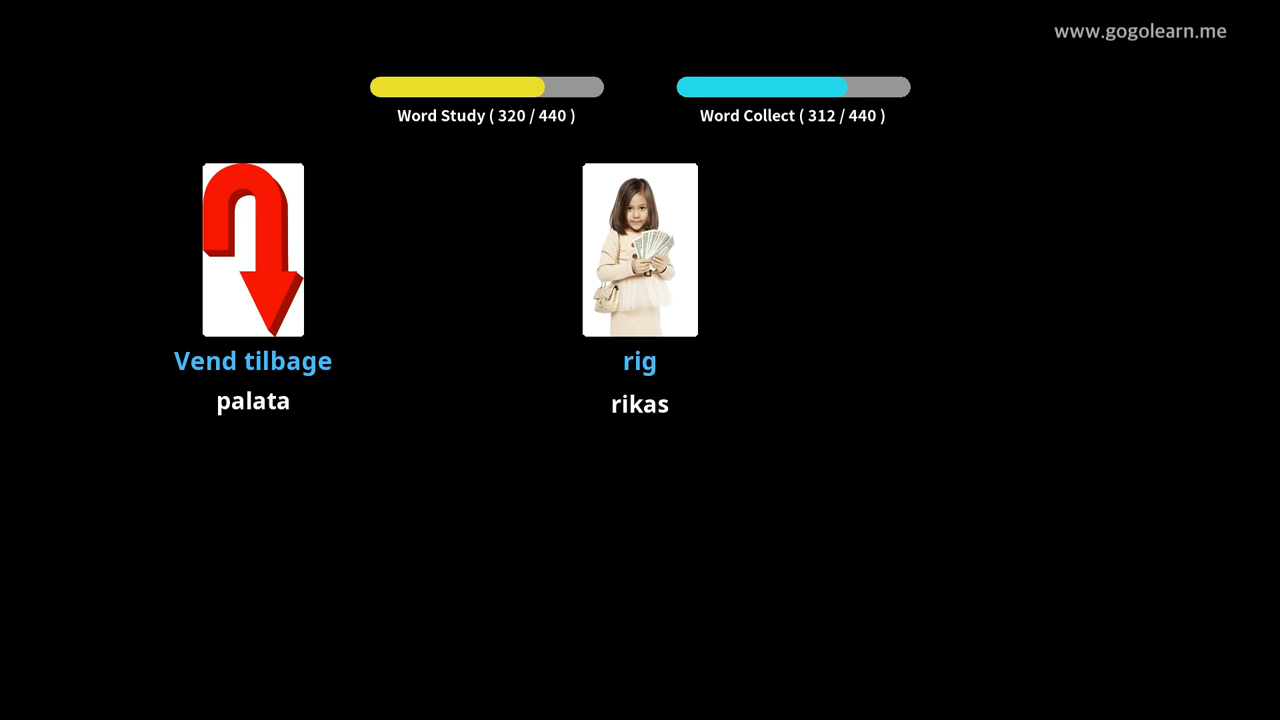 www.gogolearn.me
Word Study ( 320 / 440 )
Word Collect ( 312 / 440 )
Vend tilbage
palata
rig
rikas